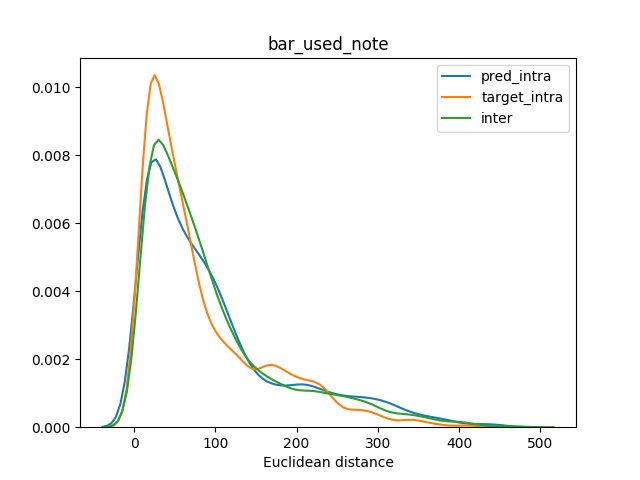 bar_used_note
pred_intra
target_intra
inter
0.010
0.008
0.006
0.004
0.002
0.000
0 100 200 300 400 500
Euclidean distance